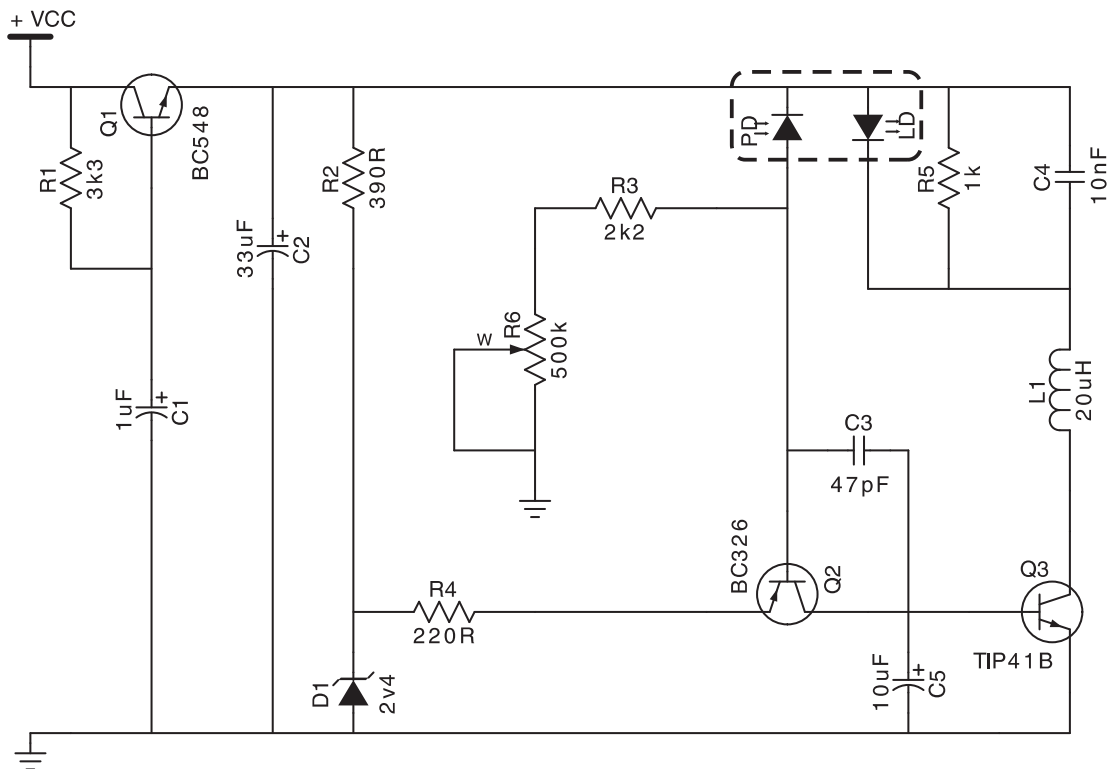 + VCC
Q1
BC548
R1
3k3
R2
390R
PD
LD
R5
1k
C4
10nF
R3
2k2
33uF
+
C2
W
R6
500k
1uF
+
C1
L1
20uH
C3
47pF
BC326
Q2
Q3
R4
220R
TIP41B
D1
2v4
10uF
+
C5